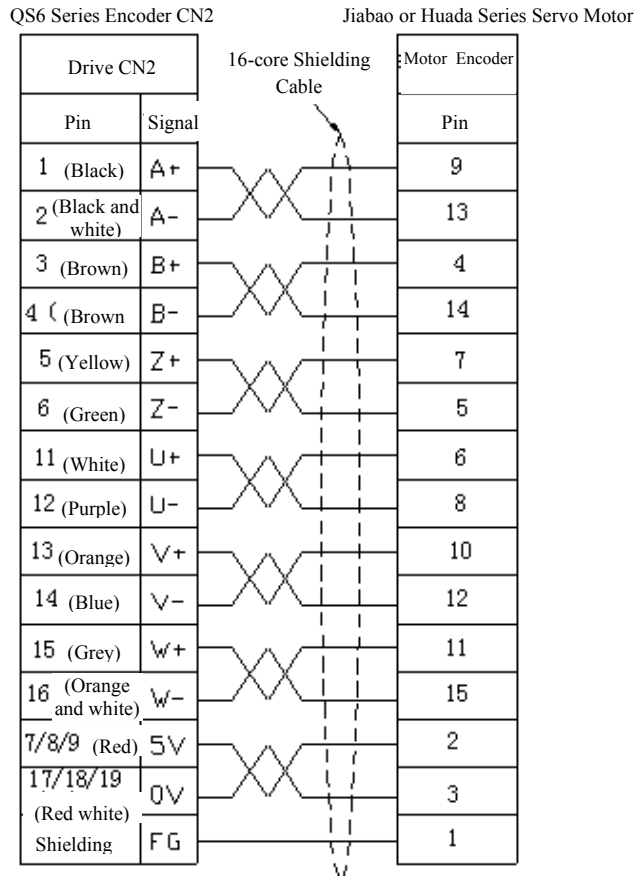 QS6 Series Encoder CN2 Jiabao or Huada Series Servo Motor
Drive CN2 16-core Shielding Cable Motor Encoder
Pin Signal Pin
1 (Black) A+ 9
2 (Black and white) A- 13
3 (Brown) B+ 4
4 ( (Brown B- 14
5 (Yellow) Z+ 7
6 (Green) Z- 5
11 (White) U+ 6
12 (Purple) U- 8
13 (Orange) V+ 10
14 (Blue) V- 12
15 (Grey) W+ 11
16 (Orange and white) W- 15
7/8/9 (Red) 5V 2
17/18/19 (Red white) 0V 3
Shielding FG 1